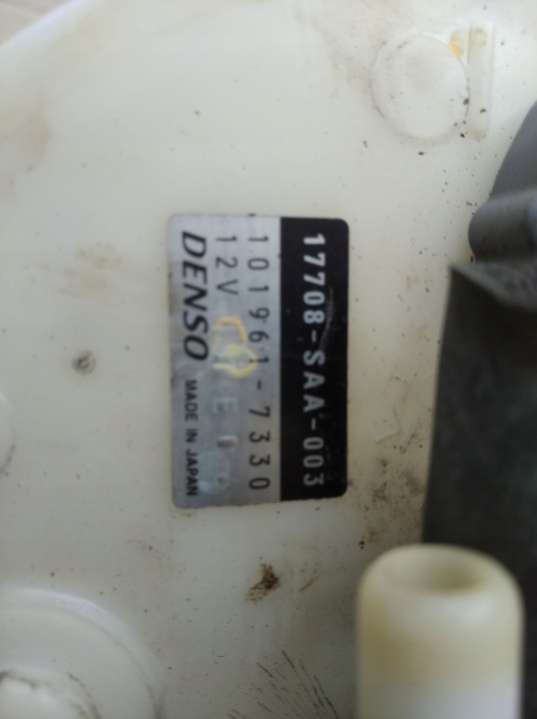 17708-SAA-003
101961-7330
12V
DENSO MADE IN JAPAN